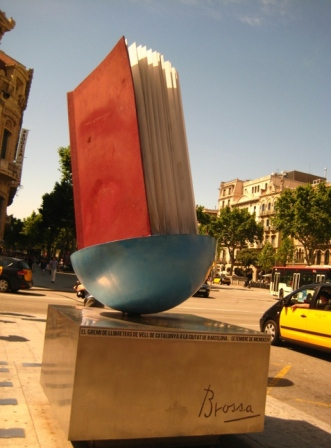 EL GREMI DE LLIBRETERS DE VELL DE CATALUNYA A LA CIUTAT DE BARCELONA.
Brossa